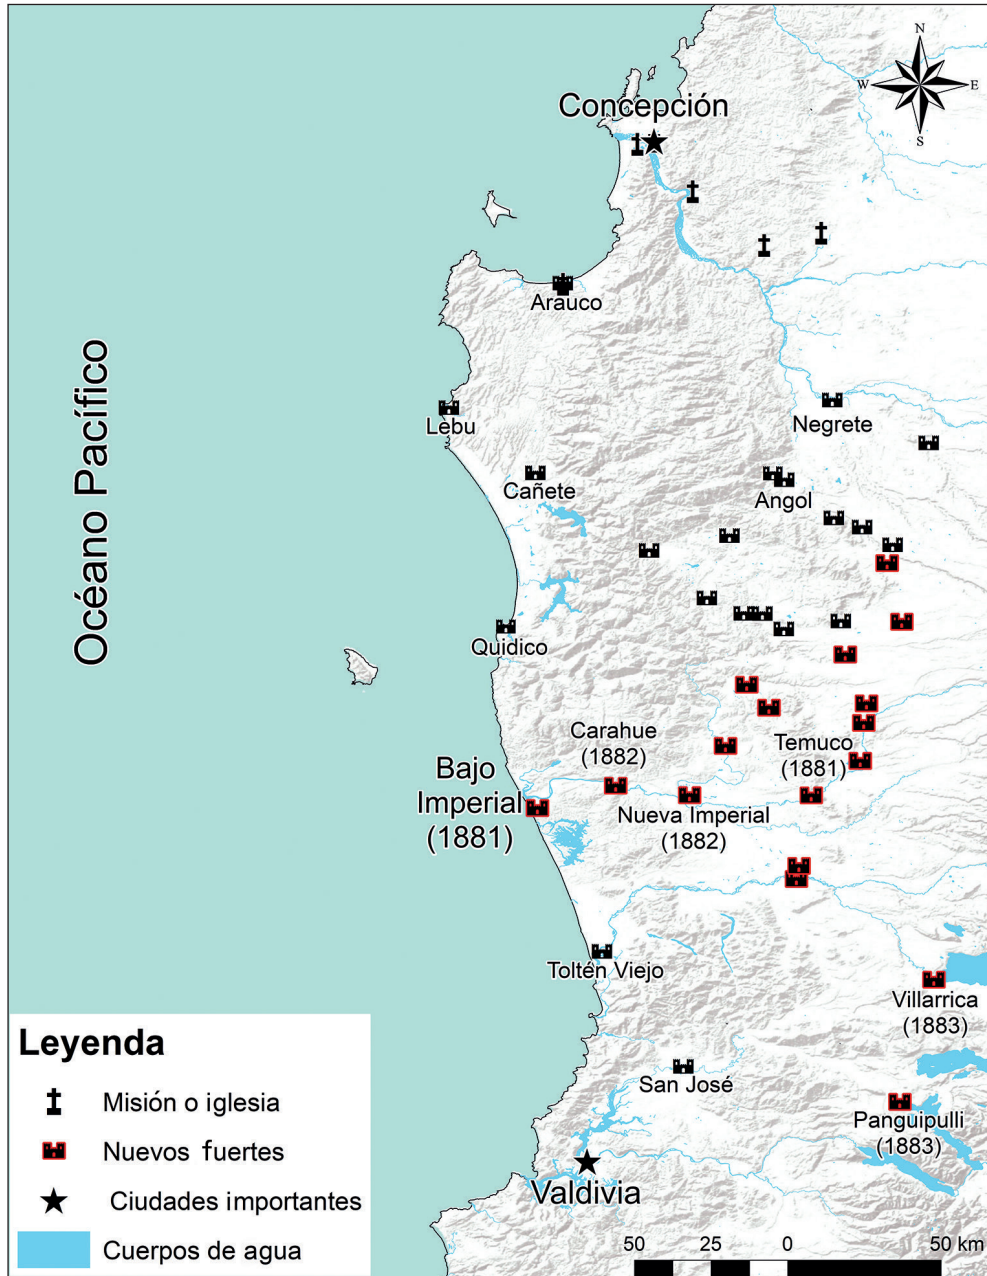 N
W
E
S
Concepción
Arauco
Océano Pacífico
Lebu
Negrete
Cañete
Angol
Quidico
Carahue
(1882)
Temuco
(1881)
Bajo
Imperial
(1881)
Nueva Imperial
(1882)
Toltén Viejo
Villarrica
(1883)
San José
Panguipulli
(1883)
Valdivia
Leyenda
Misión o iglesia
Nuevos fuertes
Ciudades importantes
Cuerpos de agua
50 25 0 50 km